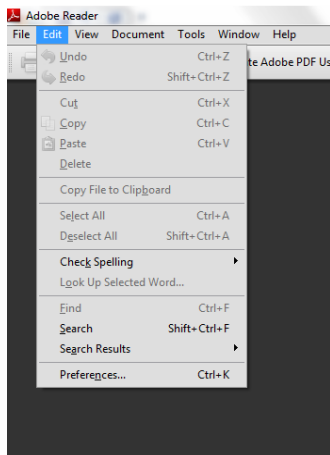 Adobe Reader
File Edit View Document Tools Window Help
te Adobe PDF Us
Undo Ctrl+Z
Redo Shift+Ctrl+Z
Cut Ctrl+X
Copy Ctrl+C
Paste Ctrl+V
Delete
Copy File to Clipboard
Select All Ctrl+A
Deselect All Shift+Ctrl+A
Check Spelling
Look Up Selected Word...
Find Ctrl+F
Search Shift+Ctrl+F
Search Results
Preferences... Ctrl+K